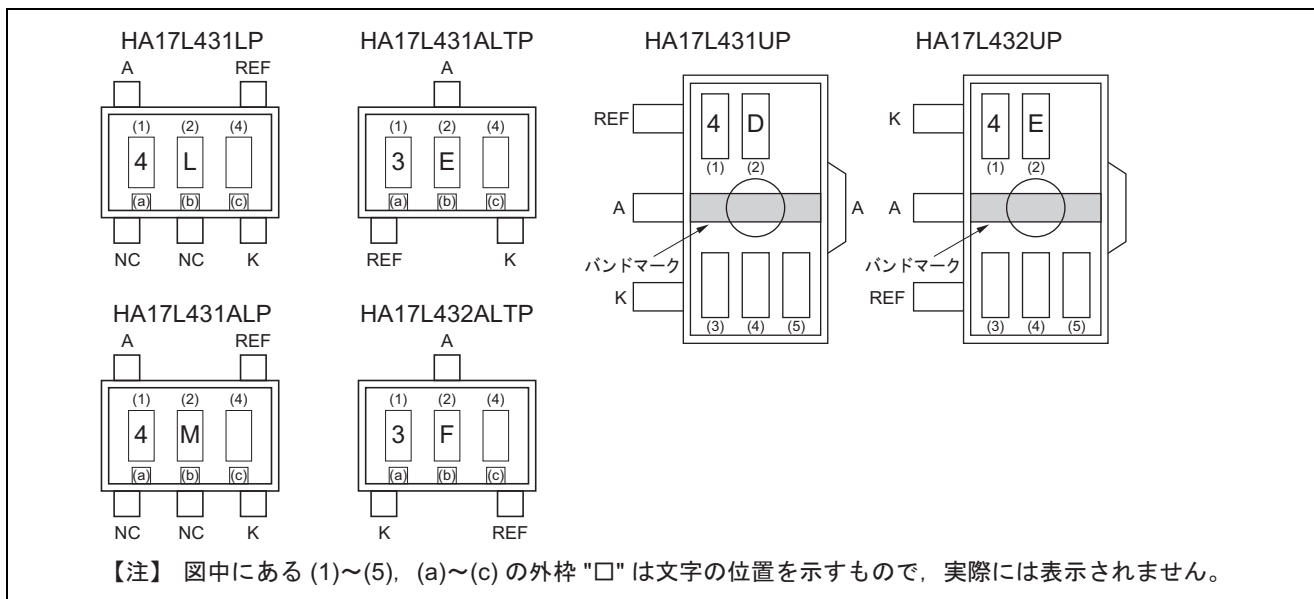 HA17L431LP HA17L431ALTP HA17L431UP HA17L432UP
A REF A
(1) (2) (4) (1) (2) (4)
4 L 3 E
(a) (b) (c) (a) (b) (c)
NC NC K REF K
REF 4 D
(1) (2)
A A
バンドマーク
K
(3) (4) (5)
K 4 E
(1) (2)
A
バンドマーク
REF
(3) (4) (5)
HA17L431ALP HA17L432ALTP
A REF A
(1) (2) (4) (1) (2) (4)
4 M 3 F
(a) (b) (c) (a) (b) (c)
NC NC K K REF
【注】 図中にある (1)~(5), (a)~(c) の外枠 "□" は文字の位置を示すもので，実際には表示されません。